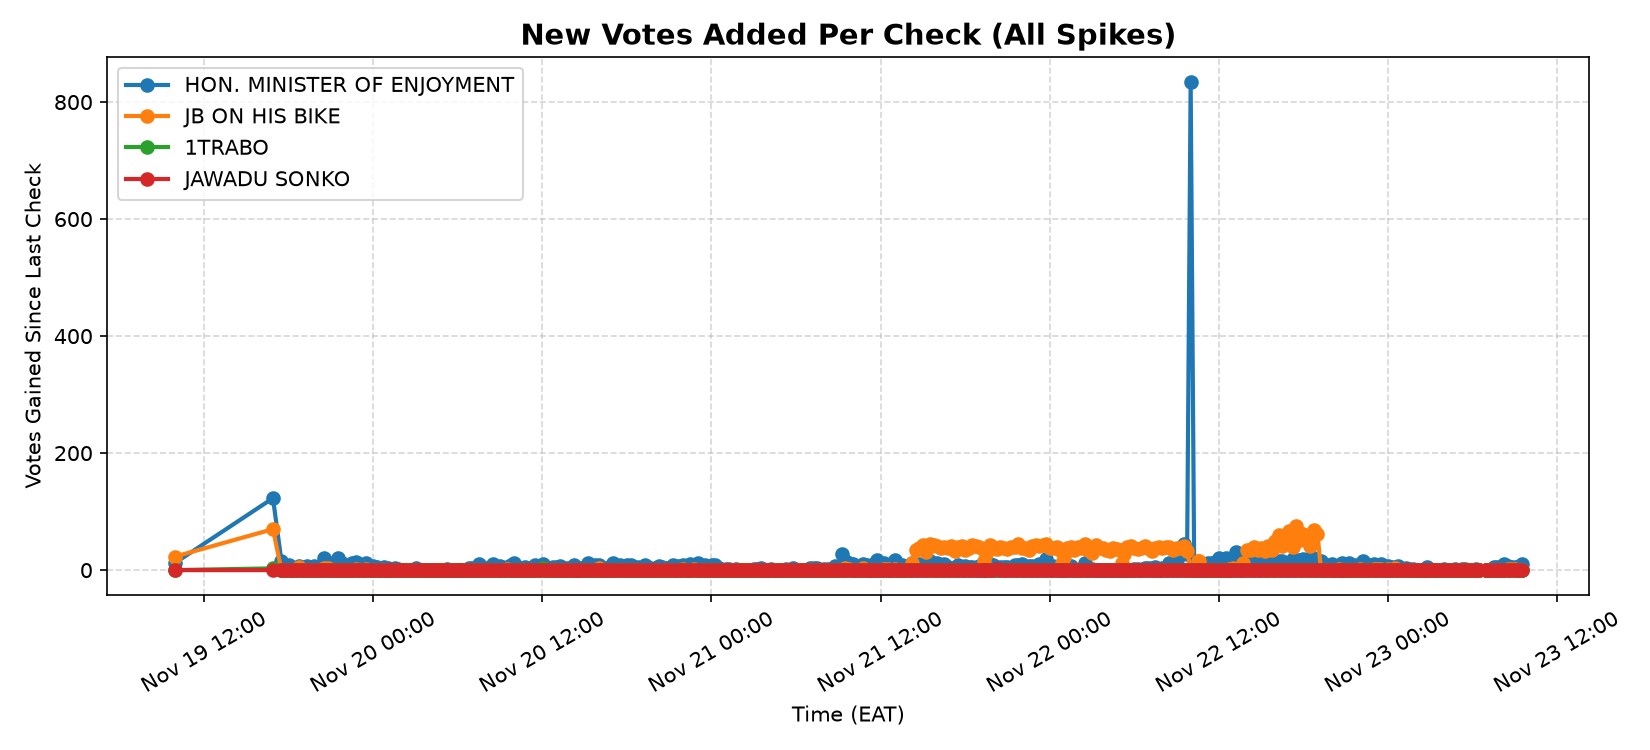 New Votes Added Per Check (All Spikes)
HON. MINISTER OF ENJOYMENT
JB ON HIS BIKE
1TRABO
JAWADU SONKO
Votes Gained Since Last Check
800
600
400
200
0
Nov 19 12:00
Nov 20 00:00
Nov 20 12:00
Nov 21 00:00
Nov 21 12:00
Nov 22 00:00
Nov 22 12:00
Nov 23 00:00
Nov 23 12:00
Time (EAT)